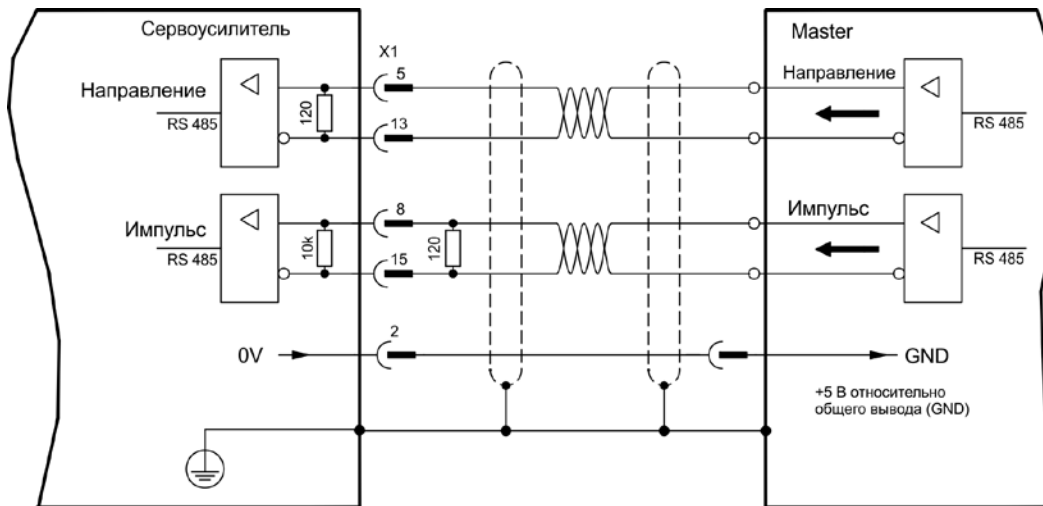 Сервоусилитель
X1
Master
Направление
RS 485
120
5
13
Направление
RS 485
Импульс
RS 485
10k
8
15
120
Импульс
RS 485
0V
2
GND
+5 В относительно
общего вывода (GND)